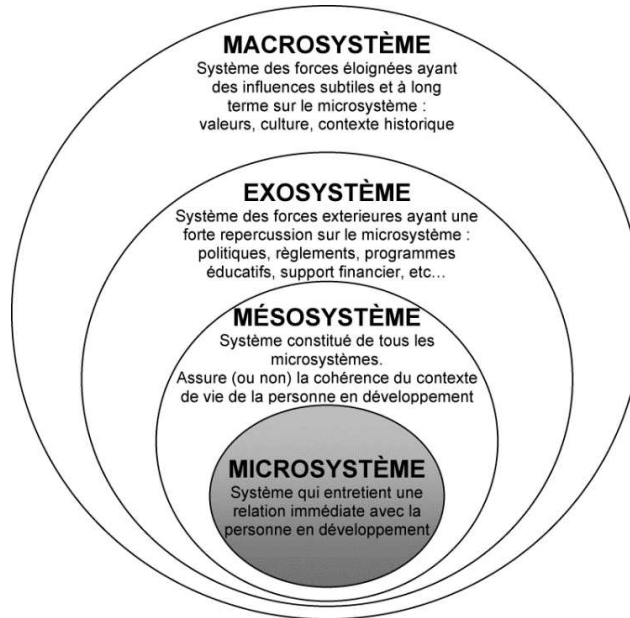 MACROSYSTÈME
Système des forces éloignées ayant
des influences subtiles et à long
terme sur le microsystème :
valeurs, culture, contexte historique
EXOSYSTÈME
Système des forces exterieures ayant une
forte repercussion sur le microsystème :
politiques, règlements, programmes
éducatifs, support financier, etc…
MÉSOSYSTÈME
Système constitué de tous les
microsystèmes.
Assure (ou non) la cohérence du contexte
de vie de la personne en développement
MICROSYSTÈME
Système qui entretient une
relation immédiate avec la
personne en développement